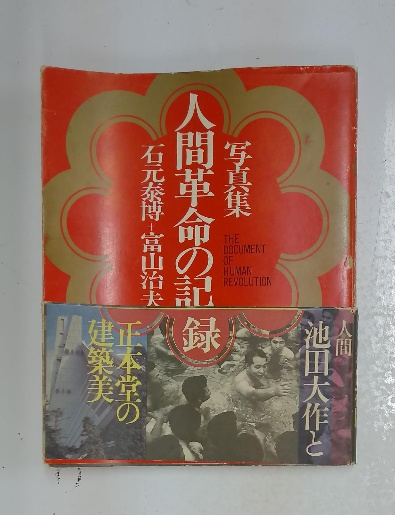 写真集
人間革命の記録
石元泰博-富山治夫
THE
DOCUMENT
OF
HUMAN
REVOLUTION
人間
池田大作と
正本堂の
建築美